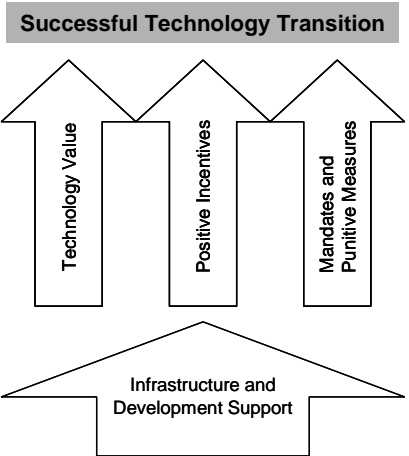 Successful Technology Transition
Technology Value
Positive Incentives
Mandates and
Punitive Measures
Infrastructure and
Development Support